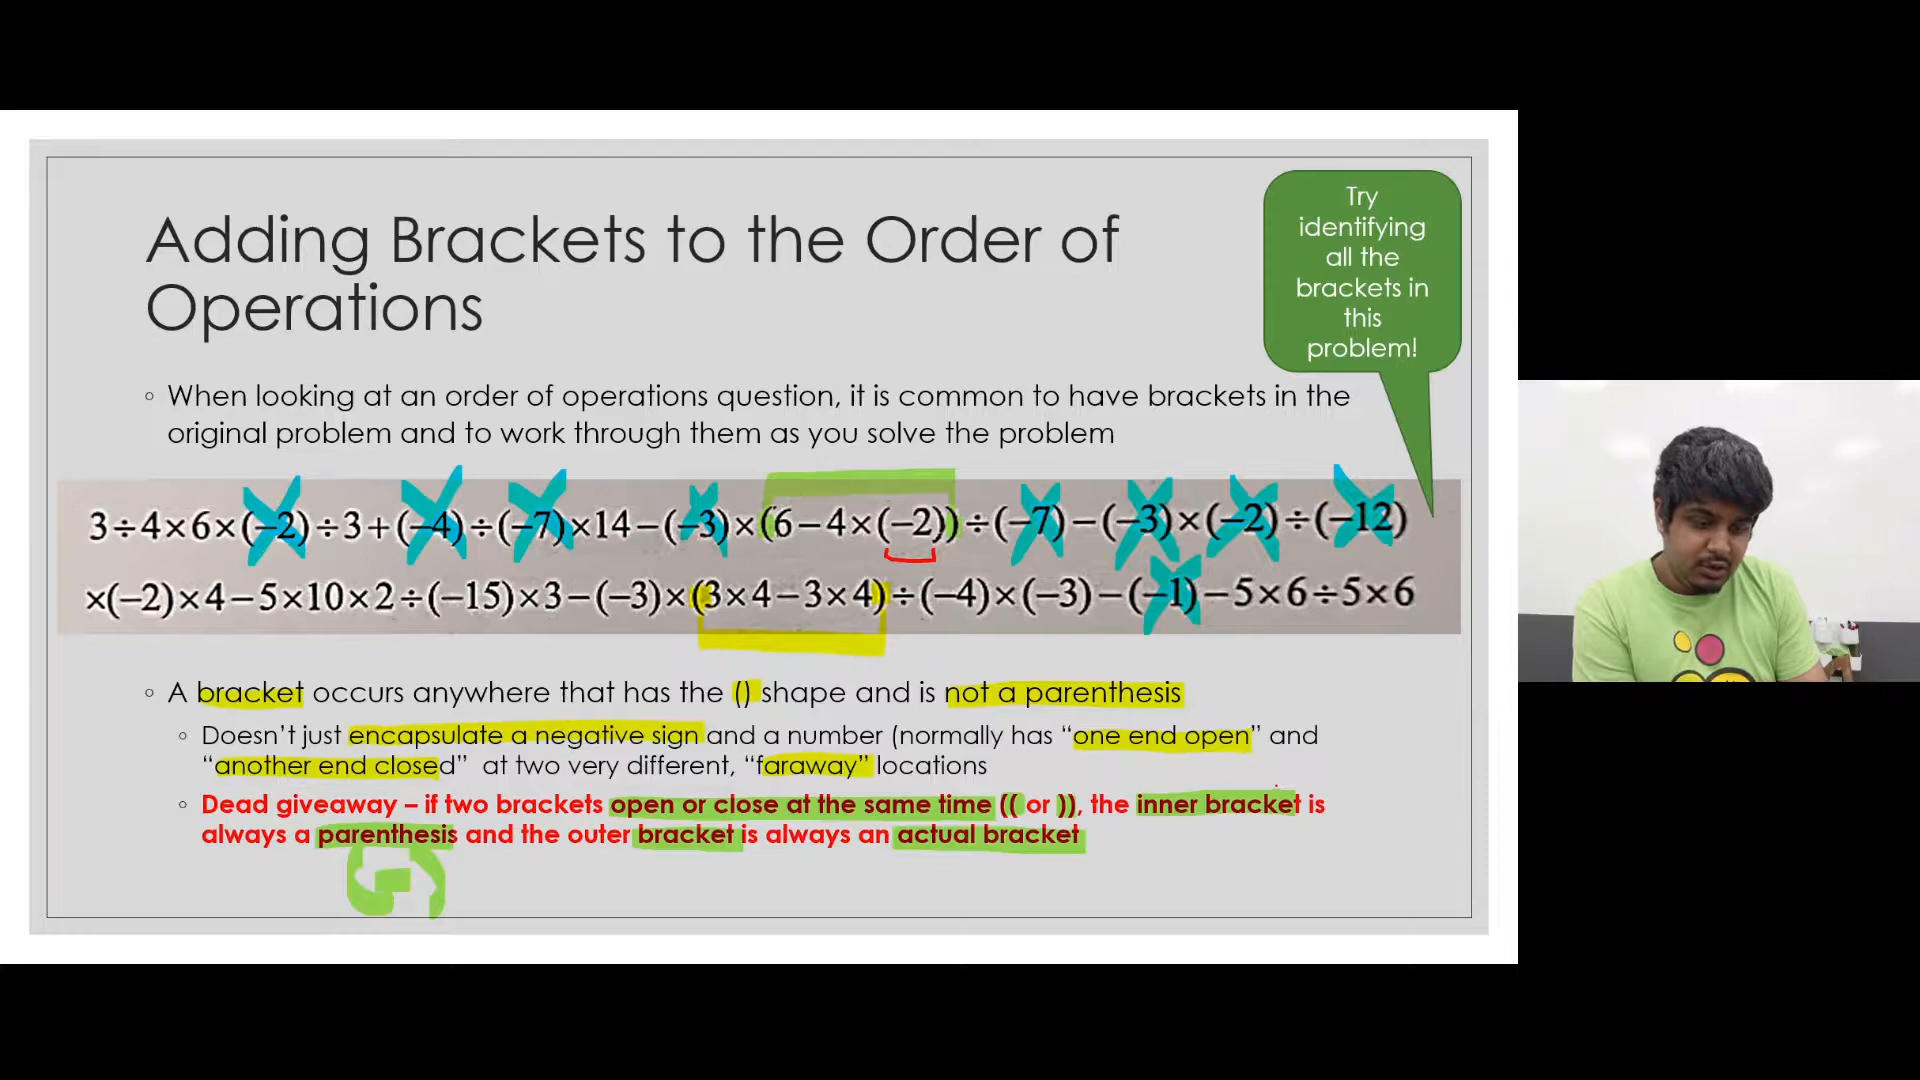 Adding Brackets to the Order of
Operations
Try
identifying
all the
brackets in
this
problem!
◦ When looking at an order of operations question, it is common to have brackets in the
original problem and to work through them as you solve the problem
3÷4×6×(−2)÷3+(−4)÷(−7)×14−(−3)×(6−4×(−2))÷(−7)−(−3)×(−2)÷(−12)
×(−2)×4−5×10×2÷(−15)×3−(−3)×(3×4−3×4)÷(−4)×(−3)−(−1)−5×6÷5×6
◦ A bracket occurs anywhere that has the () shape and is not a parenthesis
◦ Doesn’t just encapsulate a negative sign and a number (normally has “one end open” and
“another end closed” at two very different, “faraway” locations
◦ Dead giveaway – if two brackets open or close at the same time (( or )), the inner bracket is
always a parenthesis and the outer bracket is always an actual bracket